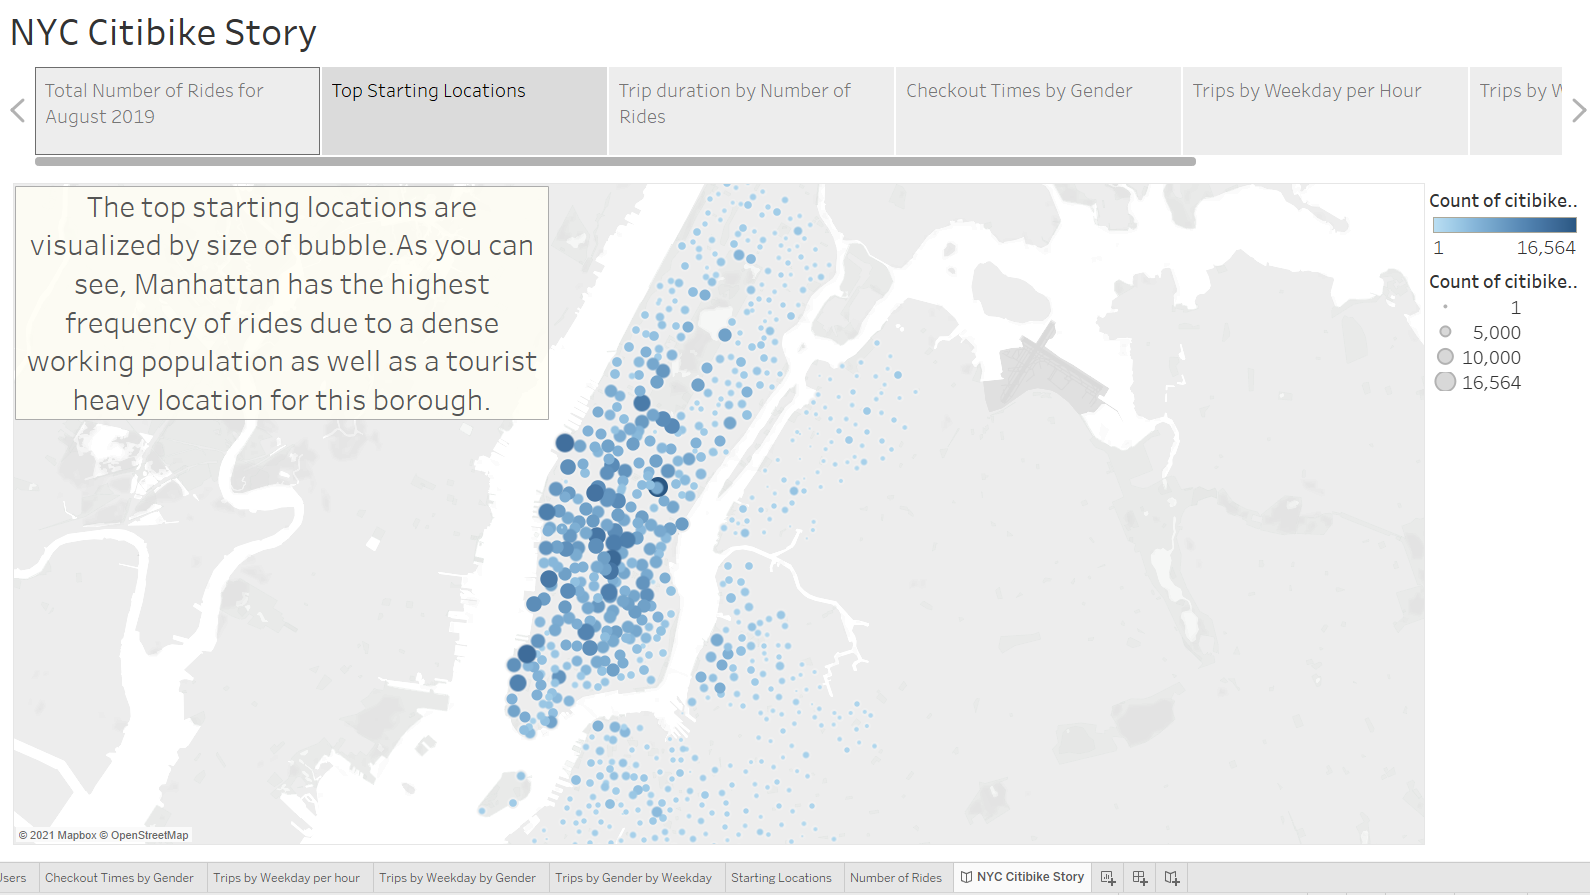 NYC Citibike Story
Total Number of Rides for
August 2019
Top Starting Locations
Trip duration by Number of
Rides
Checkout Times by Gender
Trips by Weekday per Hour
Trips by
The top starting locations are
visualized by size of bubble.As you can
see, Manhattan has the highest
frequency of rides due to a dense
working population as well as a tourist
heavy location for this borough.
Count of citibike..
1 16,564
Count of citibike..
1
5,000
10,000
16,564
© 2021 Mapbox © OpenStreetMap
Checkout Times by Gender
Trips by Weekday per hour
Trips by Weekday by Gender
Trips by Gender by Weekday
Starting Locations
Number of Rides
NYC Citibike Story